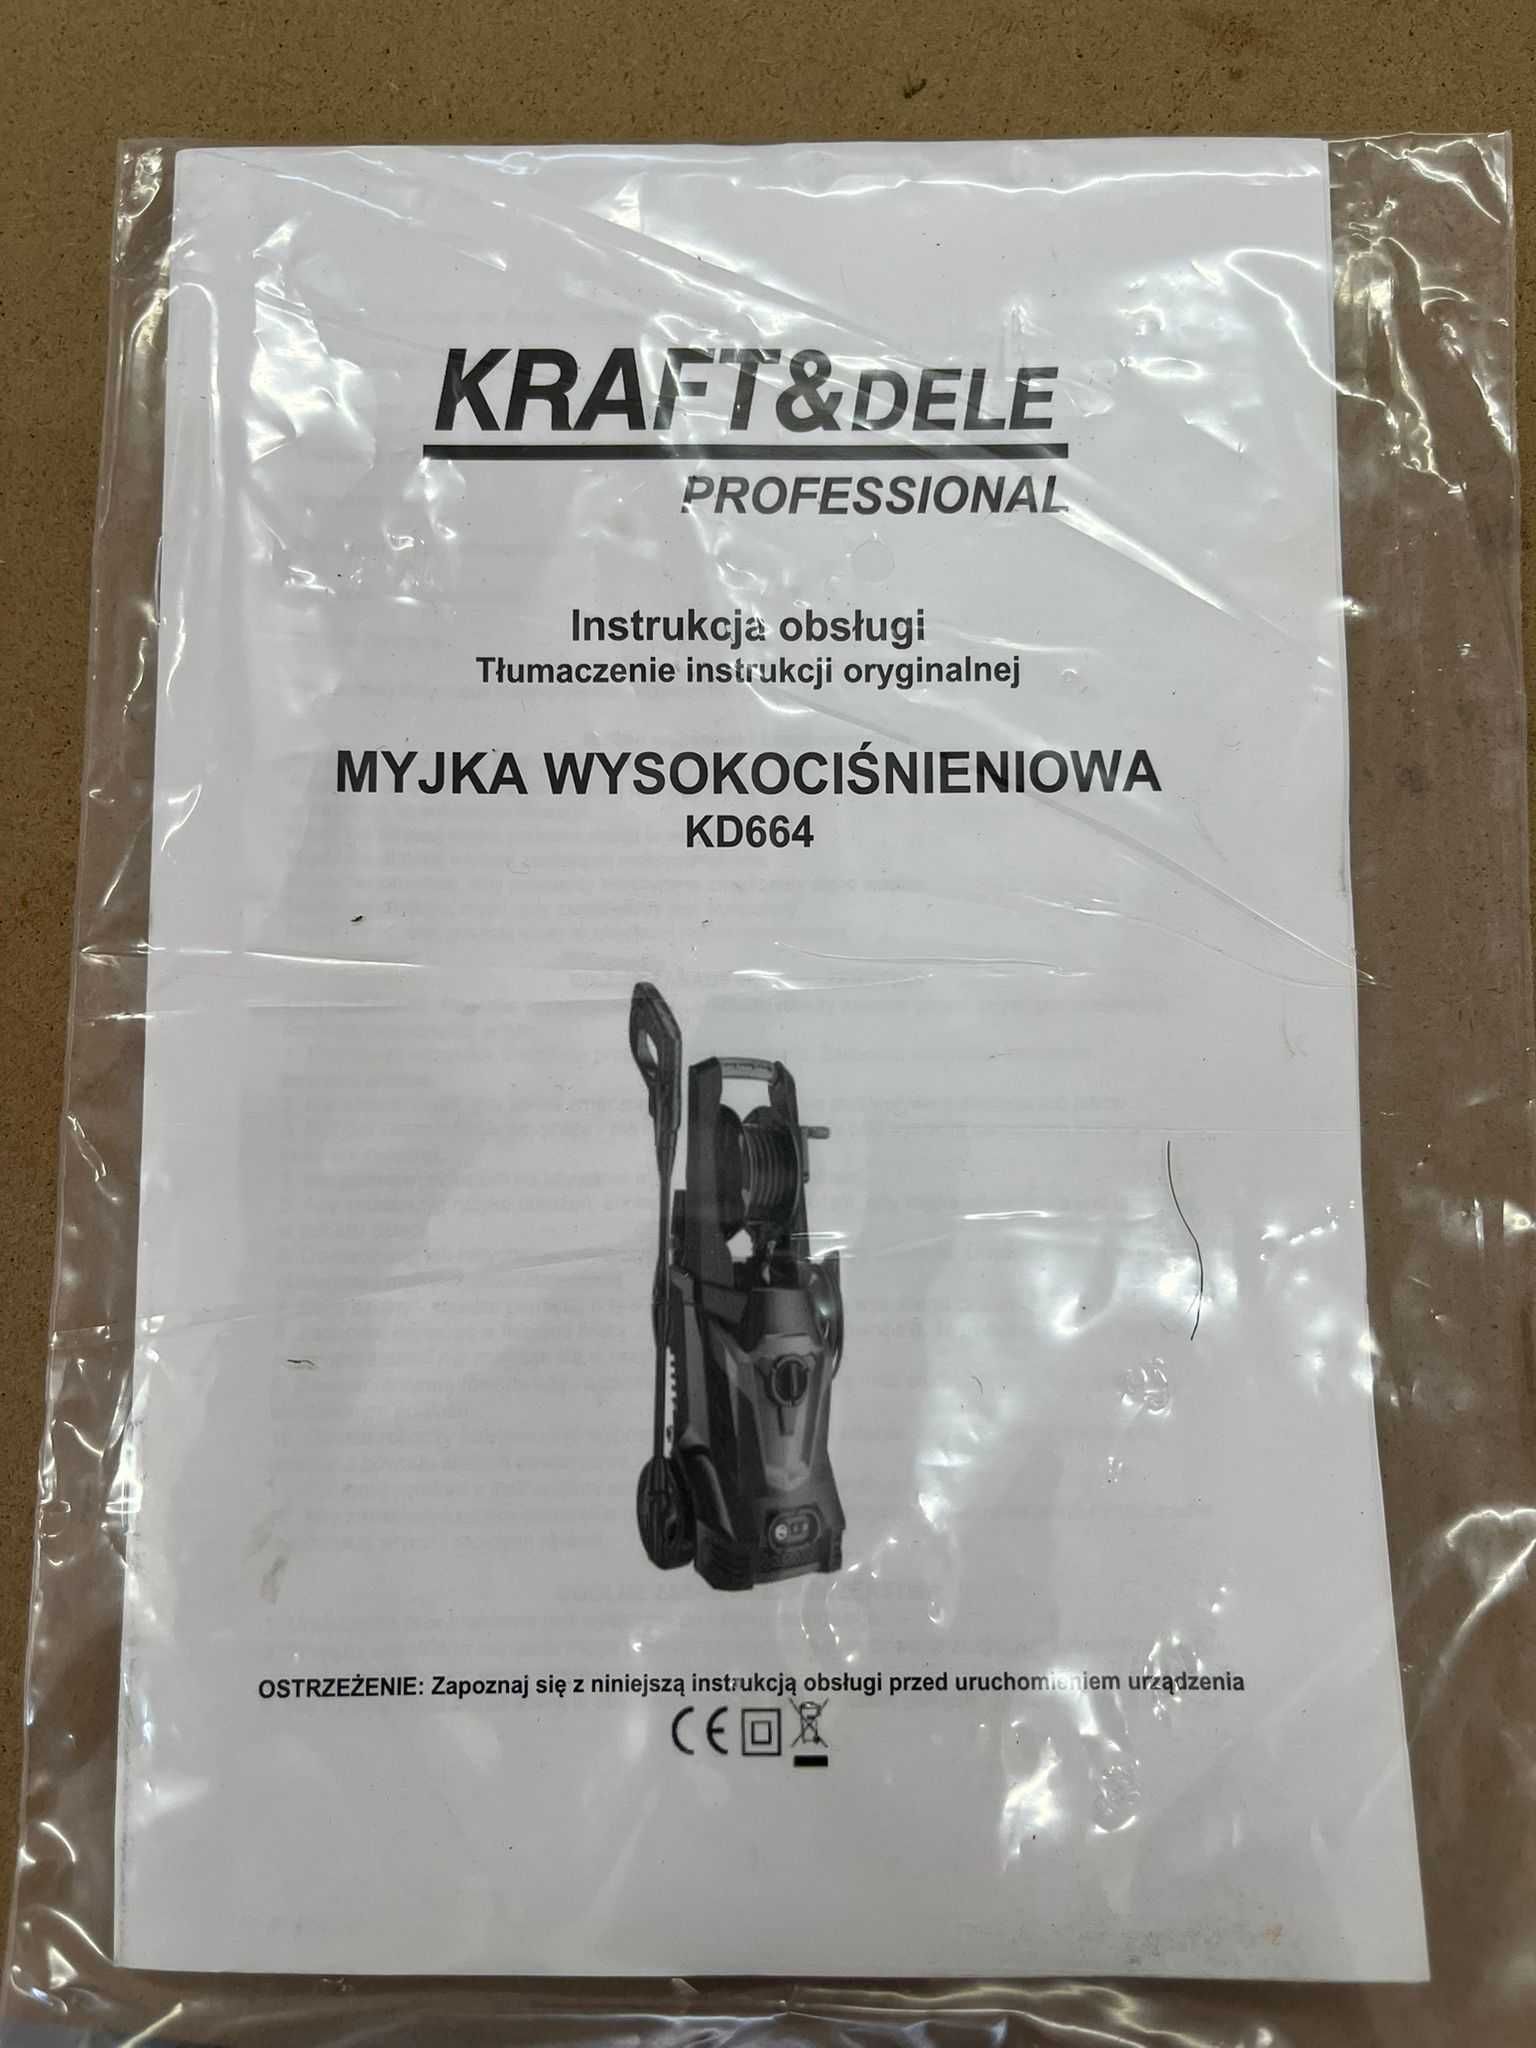 KRAFT&DELE
PROFESSIONAL
Instrukcja obsługi
Tłumaczenie instrukcji oryginalnej
MYJKA WYSOKOCIŚNIENIOWA
KD664
OSTRZEŻENIE: Zapoznaj się z niniejszą instrukcją obsługi przed uruchomieniem urządzenia
CE